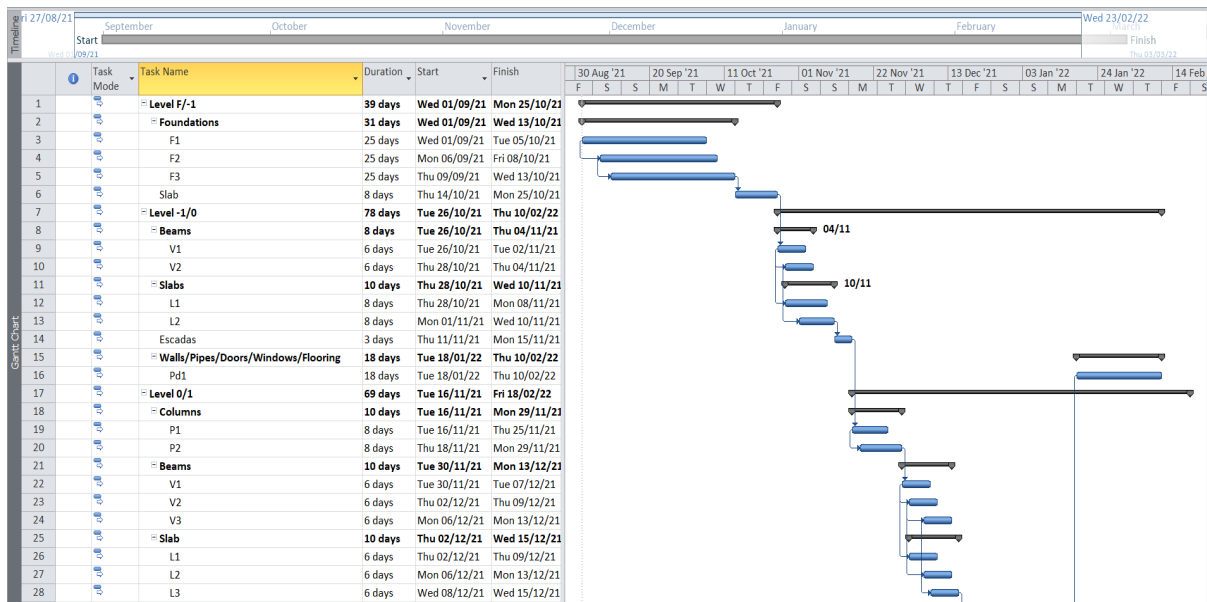 ri 27/08/21
Wed 23/02/22
Timeline
September October November December January February March
Start
Finish
Wed 01/09/21
Thu 03/03/22
Task Mode Task Name Duration Start Finish
30 Aug '21 20 Sep '21 11 Oct '21 01 Nov '21 22 Nov '21 13 Dec '21 03 Jan '22 24 Jan '22 14 Feb
F S S M T W T F S S M T W T F S S M T W T F S
Gantt Chart
1 Level F/-1 39 days Wed 01/09/21 Mon 25/10/21
2 Foundations 31 days Wed 01/09/21 Wed 13/10/21
3 F1 25 days Wed 01/09/21 Tue 05/10/21
4 F2 25 days Mon 06/09/21 Fri 08/10/21
5 F3 25 days Thu 09/09/21 Wed 13/10/21
6 Slab 8 days Thu 14/10/21 Mon 25/10/21
7 Level -1/0 78 days Tue 26/10/21 Thu 10/02/22
8 Beams 8 days Tue 26/10/21 Thu 04/11/21 04/11
9 V1 6 days Tue 26/10/21 Tue 02/11/21
10 V2 6 days Thu 28/10/21 Thu 04/11/21
11 Slabs 10 days Thu 28/10/21 Wed 10/11/21 10/11
12 L1 8 days Thu 28/10/21 Mon 08/11/21
13 L2 8 days Mon 01/11/21 Wed 10/11/21
14 Escadas 3 days Thu 11/11/21 Mon 15/11/21
15 Walls/Pipes/Doors/Windows/Flooring 18 days Tue 18/01/22 Thu 10/02/22
16 Pd1 18 days Tue 18/01/22 Thu 10/02/22
17 Level 0/1 69 days Tue 16/11/21 Fri 18/02/22
18 Columns 10 days Tue 16/11/21 Mon 29/11/21
19 P1 8 days Tue 16/11/21 Thu 25/11/21
20 P2 8 days Thu 18/11/21 Mon 29/11/21
21 Beams 10 days Tue 30/11/21 Mon 13/12/21
22 V1 6 days Tue 30/11/21 Tue 07/12/21
23 V2 6 days Thu 02/12/21 Thu 09/12/21
24 V3 6 days Mon 06/12/21 Mon 13/12/21
25 Slab 10 days Thu 02/12/21 Wed 15/12/21
26 L1 6 days Thu 02/12/21 Thu 09/12/21
27 L2 6 days Mon 06/12/21 Mon 13/12/21
28 L3 6 days Wed 08/12/21 Wed 15/12/21